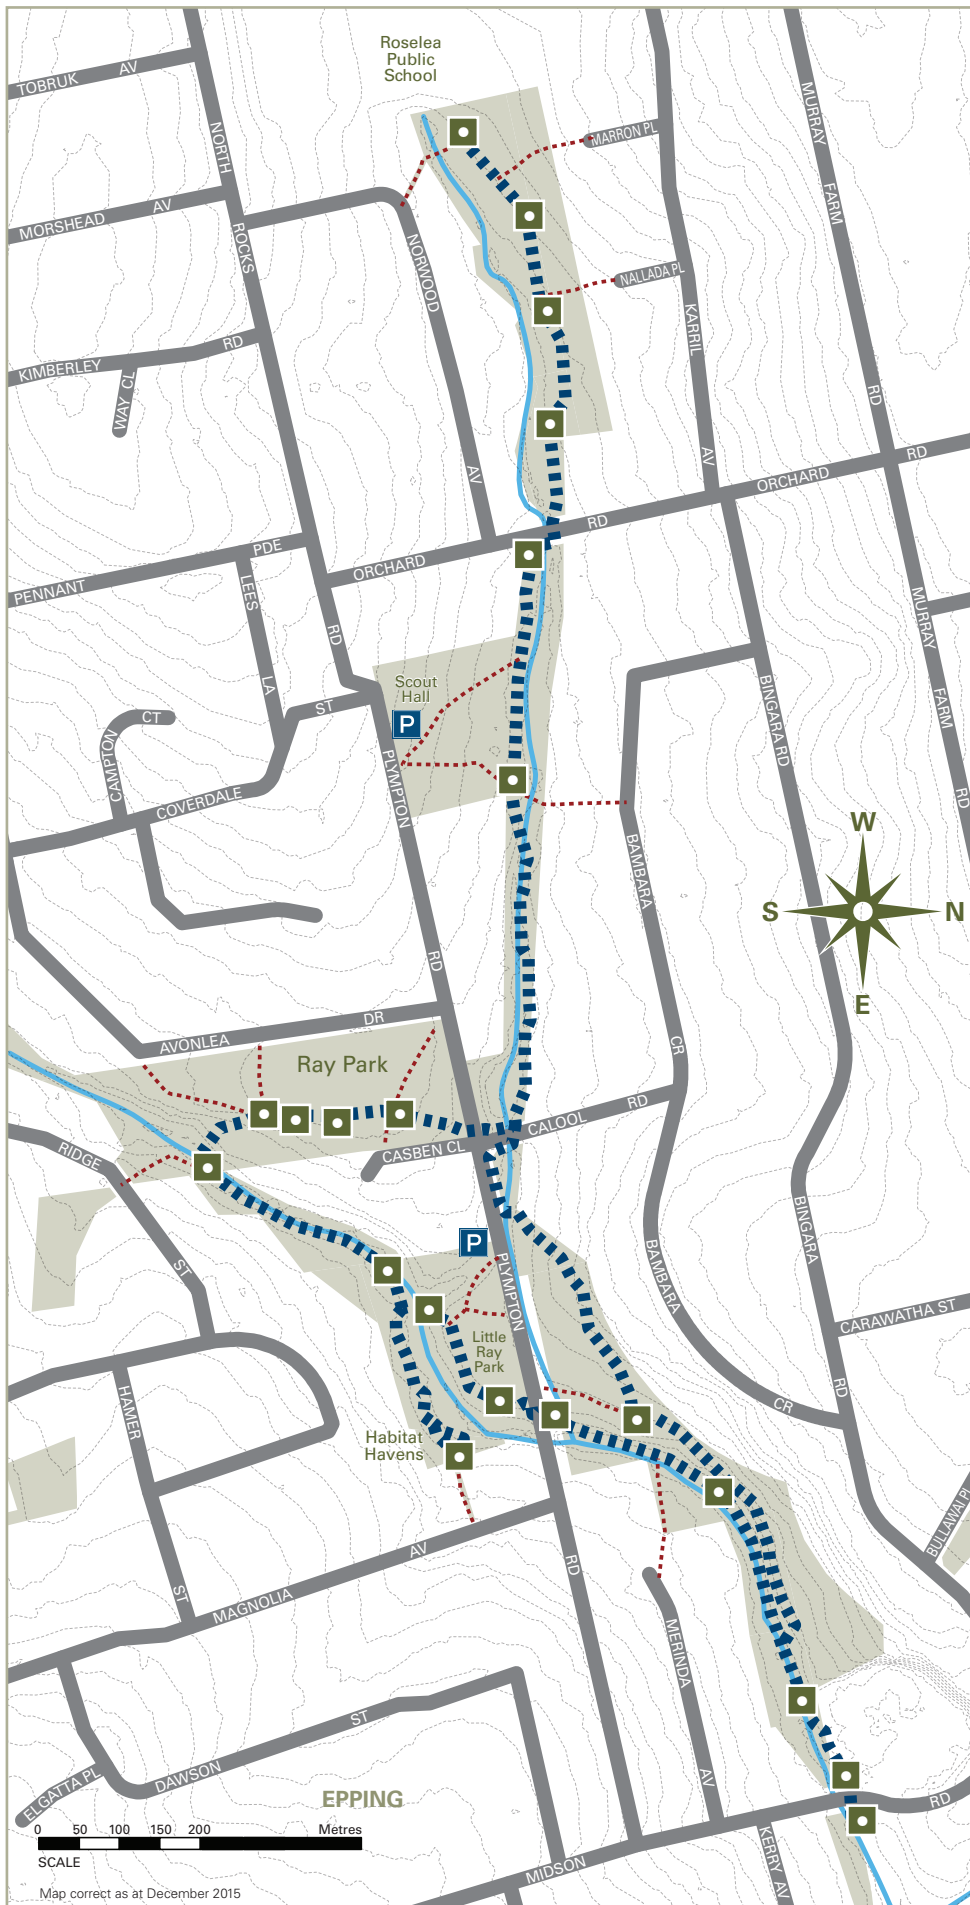 Roselea
Public
School
TOBRUK AV
NORTH
MARRON PL
MURRAY
MORSHEAD AV
ROCKS
NORWOOD
NALLADA PL
FARM
KARRIL
KIMBERLEY RD
WAY CL
RD
AV
AV
ORCHARD
RD
RD
ORCHARD
PENNANT PDE
LEES
RD
MURRAY
LA
Scout
Hall
ST
P
BINGARA RD
FARM
CT
CAMPTON
PLYMPTON
COVERDALE
RD
W
BAMBARA
S
N
E
RD
AVONLEA DR
CR
Ray Park
CALOOL RD
CASBEN CL
RIDGE
BINGARA
P
ST
PLYMPTON
BAMBARA
CARAWATHA ST
Little
Ray
Park
RD
HAMER
CR
Habitat
Havens
BULLAWAI PL
AV
RD
ST
MAGNOLIA
MERINDA
ST
DAWSON
AV
ELGATTA PL
EPPING
RD
0 50 100 150 200 Metres
SCALE
KERRY AV
MIDSON
Map correct as at December 2015